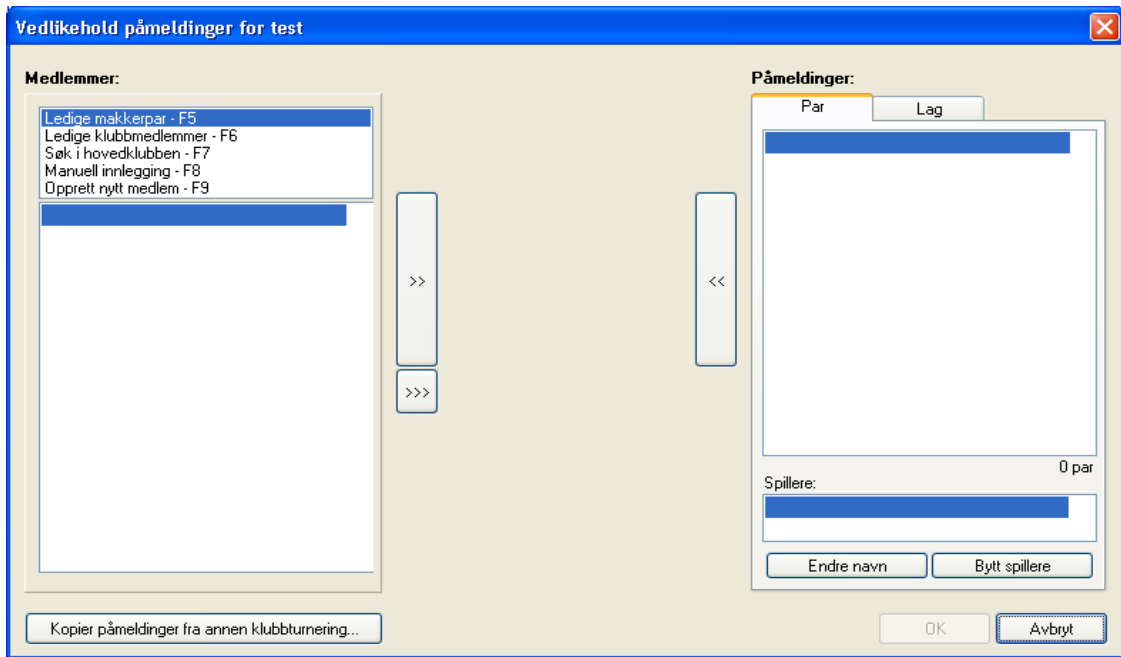 Vedlikehold påmeldinger for test
Medlemmer:
Ledige makkerpar - F5
Ledige klubbmedlemmer - F6
Søk i hovedklubben - F7
Manuell innlegging - F8
Opprett nytt medlem - F9
>>
>>>
<<
Påmeldinger:
Par
Lag
0 par
Spillere:
Endre navn
Bytt spillere
Kopier påmeldinger fra annen klubbturnering...
OK
Avbryt